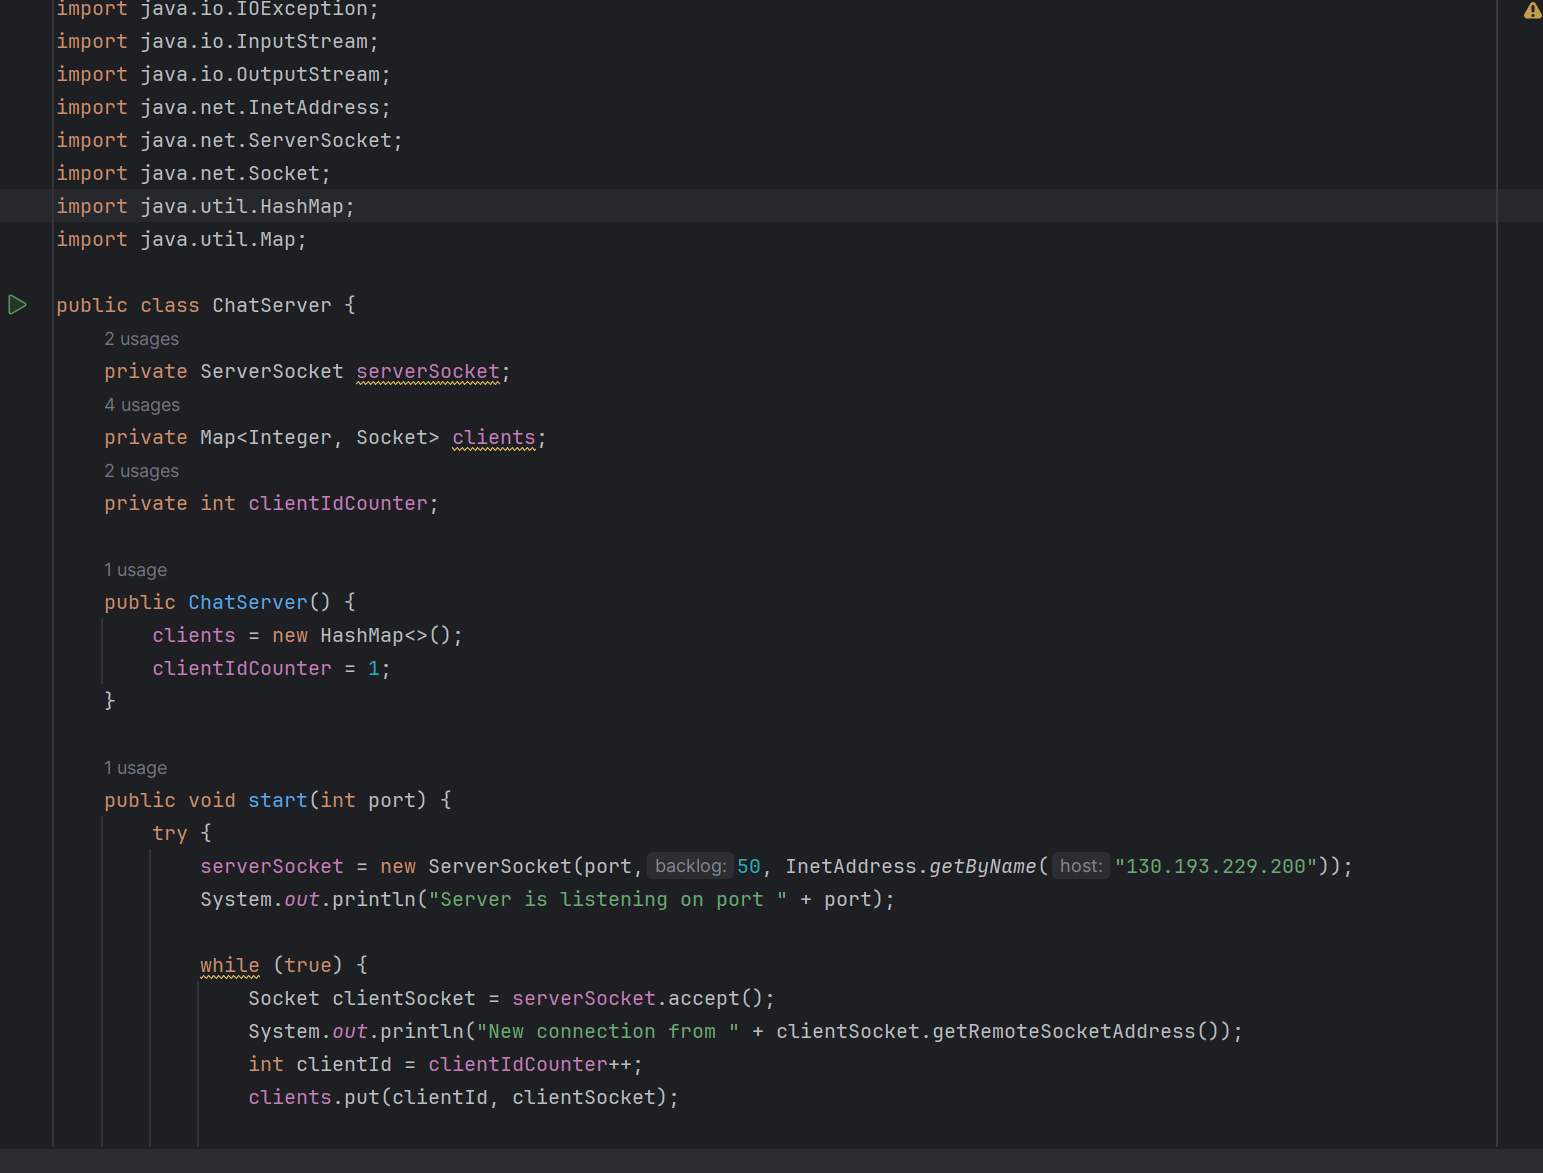 import java.io.IOException;
import java.io.InputStream;
import java.io.OutputStream;
import java.net.InetAddress;
import java.net.ServerSocket;
import java.net.Socket;
import java.util.HashMap;
import java.util.Map;
public class ChatServer {
2 usages
private ServerSocket serverSocket;
4 usages
private Map<Integer, Socket> clients;
2 usages
private int clientIdCounter;
1 usage
public ChatServer() {
clients = new HashMap<>();
clientIdCounter = 1;
}
1 usage
public void start(int port) {
try {
serverSocket = new ServerSocket(port, backlog: 50, InetAddress.getByName( host: "130.193.229.200"));
System.out.println("Server is listening on port " + port);
while (true) {
Socket clientSocket = serverSocket.accept();
System.out.println("New connection from " + clientSocket.getRemoteSocketAddress());
int clientId = clientIdCounter++;
clients.put(clientId, clientSocket);